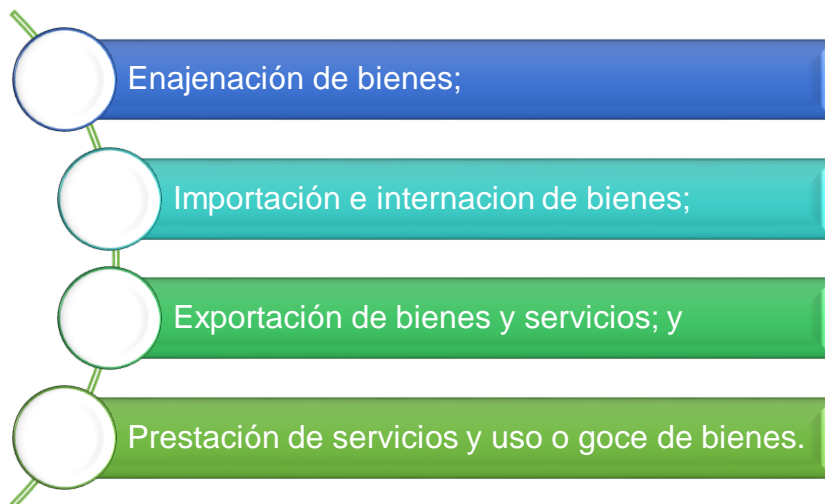 Enajenación de bienes;
Importación e internacion de bienes;
Exportación de bienes y servicios; y
Prestación de servicios y uso o goce de bienes.